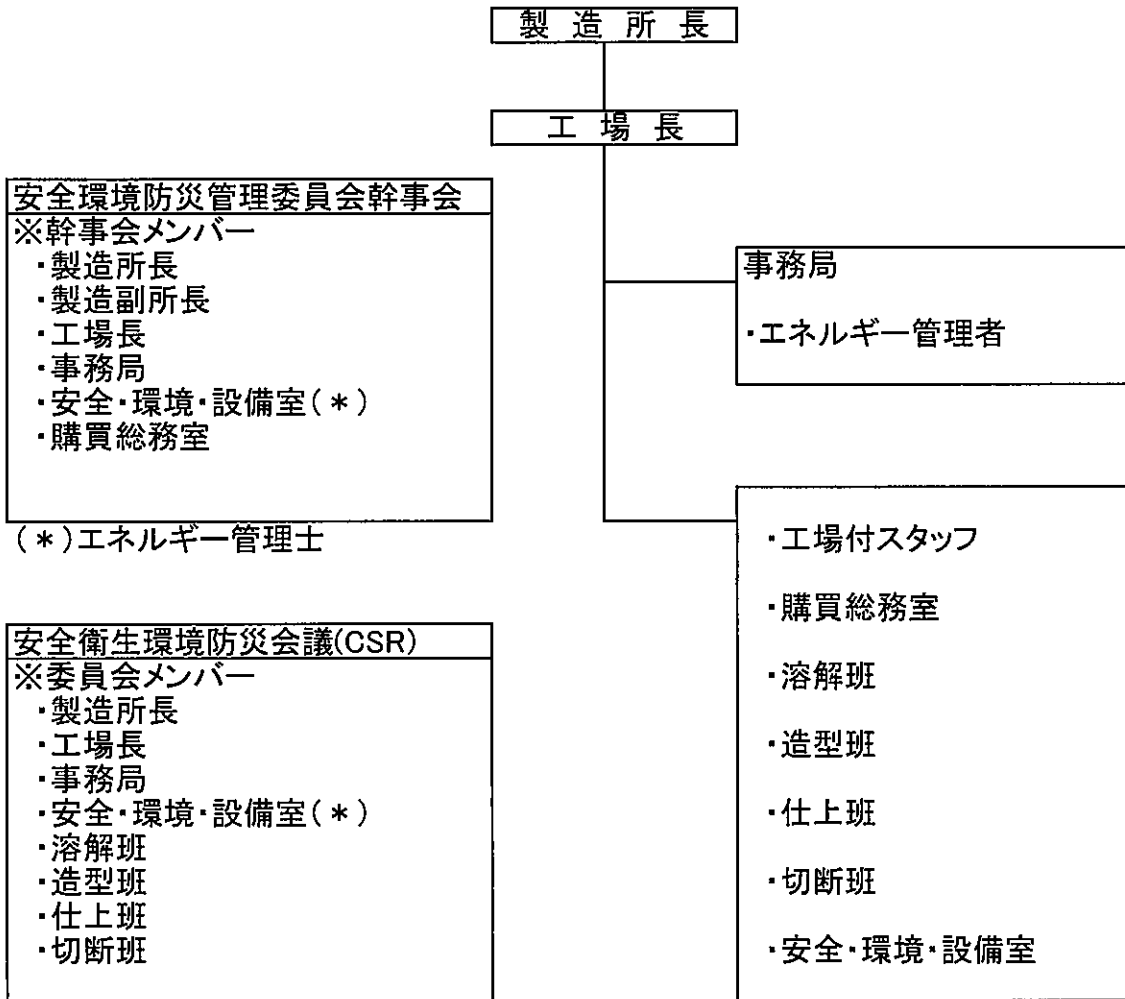 製造所長
工場長
安全環境防災管理委員会幹事会
※幹事会メンバー
・製造所長
・製造副所長
・工場長
・事務局
・安全・環境・設備室(*)
・購買総務室
(*)エネルギー管理士
安全衛生環境防災会議(CSR)
※委員会メンバー
・製造所長
・工場長
・事務局
・安全・環境・設備室(*)
・溶解班
・造型班
・仕上班
・切断班
事務局
・エネルギー管理者
・工場付スタッフ
・購買総務室
・溶解班
・造型班
・仕上班
・切断班
・安全・環境・設備室